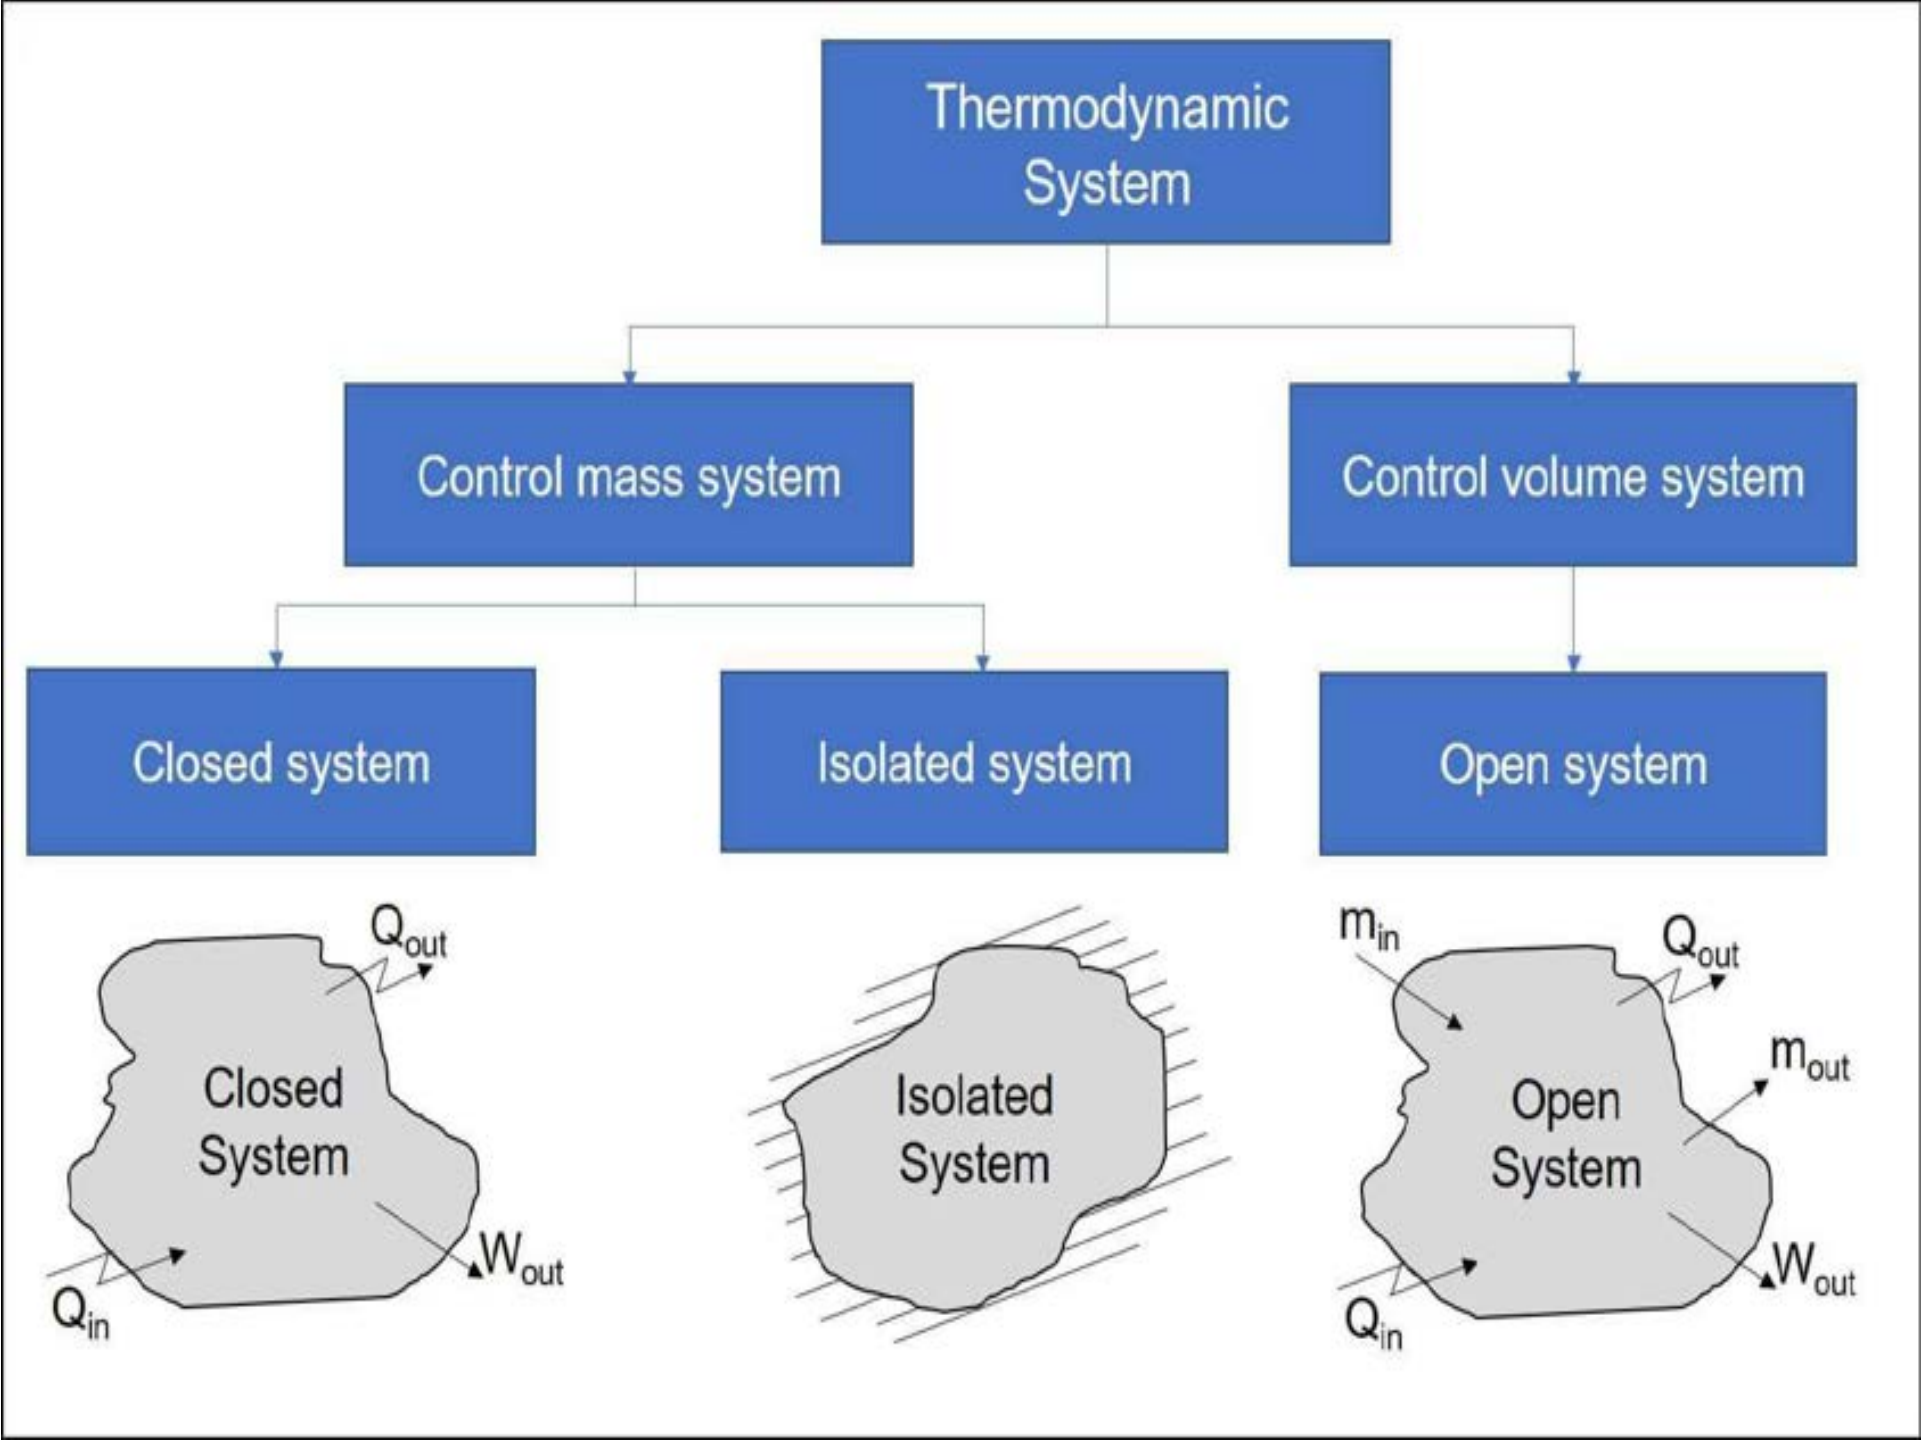 Thermodynamic
System
Control mass system
Control volume system
Closed system
Isolated system
Open system
Qout
Closed
System
Wout
Qin
Isolated
System
min
Qout
mout
Open
System
Wout
Qin